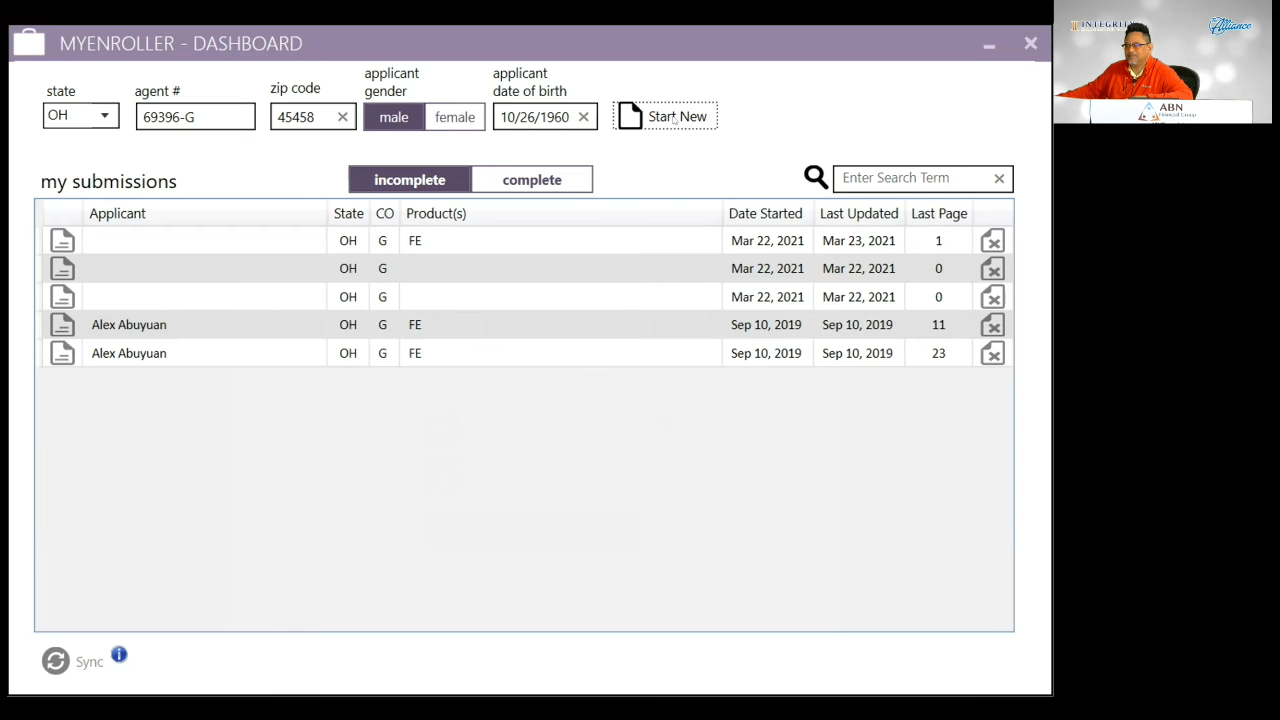 MYENROLLER - DASHBOARD
state
OH
agent #
69396-G
zip code
45458
applicant
gender
male female
applicant
date of birth
10/26/1960
Start New
my submissions
incomplete complete
Enter Search Term
Applicant State CO Product(s) Date Started Last Updated Last Page
OH G FE Mar 22, 2021 Mar 23, 2021 1
OH G Mar 22, 2021 Mar 22, 2021 0
OH G Mar 22, 2021 Mar 22, 2021 0
Alex Abuyuan OH G FE Sep 10, 2019 Sep 10, 2019 11
Alex Abuyuan OH G FE Sep 10, 2019 Sep 10, 2019 23
Sync
INTEGRITY
Alliance
ABN
Financial Group